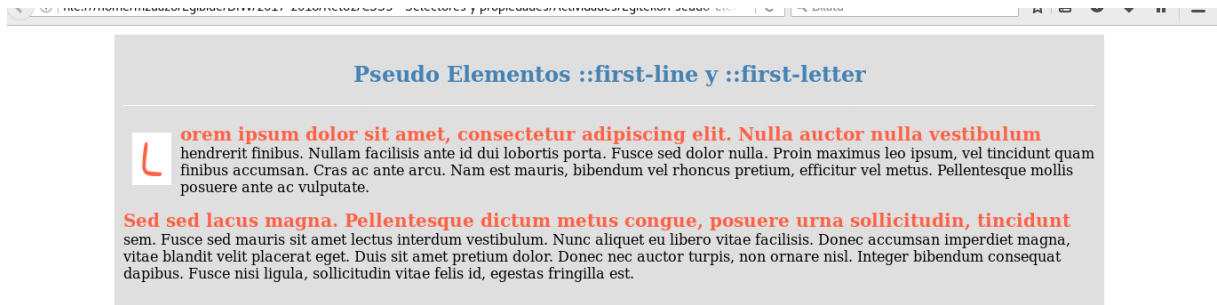 Pseudo Elementos ::first-line y ::first-letter
L
orem ipsum dolor sit amet, consectetur adipiscing elit. Nulla auctor nulla vestibulum
hendrerit finibus. Nullam facilisis ante id dui lobortis porta. Fusce sed dolor nulla. Proin maximus leo ipsum, vel tincidunt quam
finibus accumsan. Cras ac ante arcu. Nam est mauris, bibendum vel rhoncus pretium, efficitur vel metus. Pellentesque mollis
posuere ante ac vulputate.
Sed sed lacus magna. Pellentesque dictum metus congue, posuere urna sollicitudin, tincidunt
sem. Fusce sed mauris sit amet lectus interdum vestibulum. Nunc aliquet eu libero vitae facilisis. Donec accumsan imperdiet magna,
vitae blandit velit placerat eget. Duis sit amet pretium dolor. Donec nec auctor turpis, non ornare nisl. Integer bibendum consequat
dapibus. Fusce nisi ligula, sollicitudin vitae felis id, egestas fringilla est.